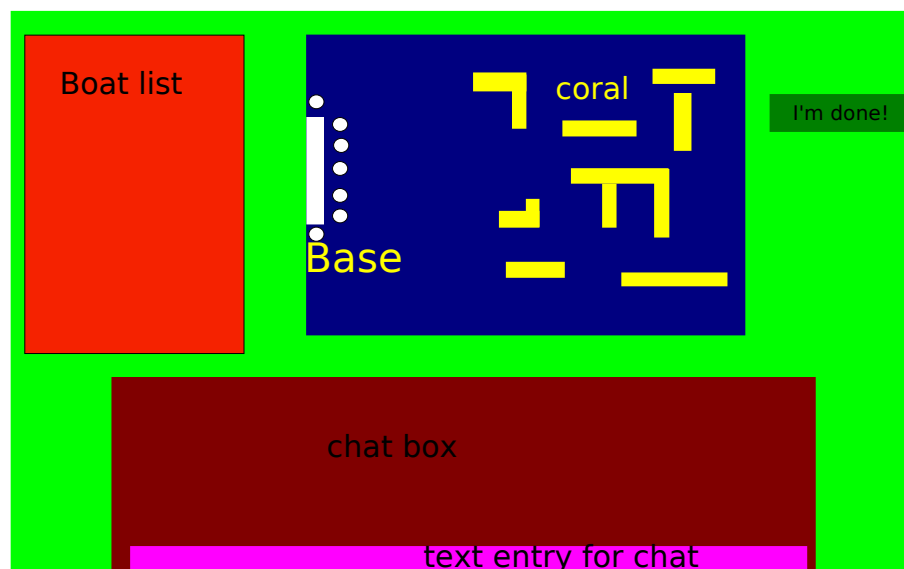 Boat list
coral
I'm done!
Base
chat box
text entry for chat